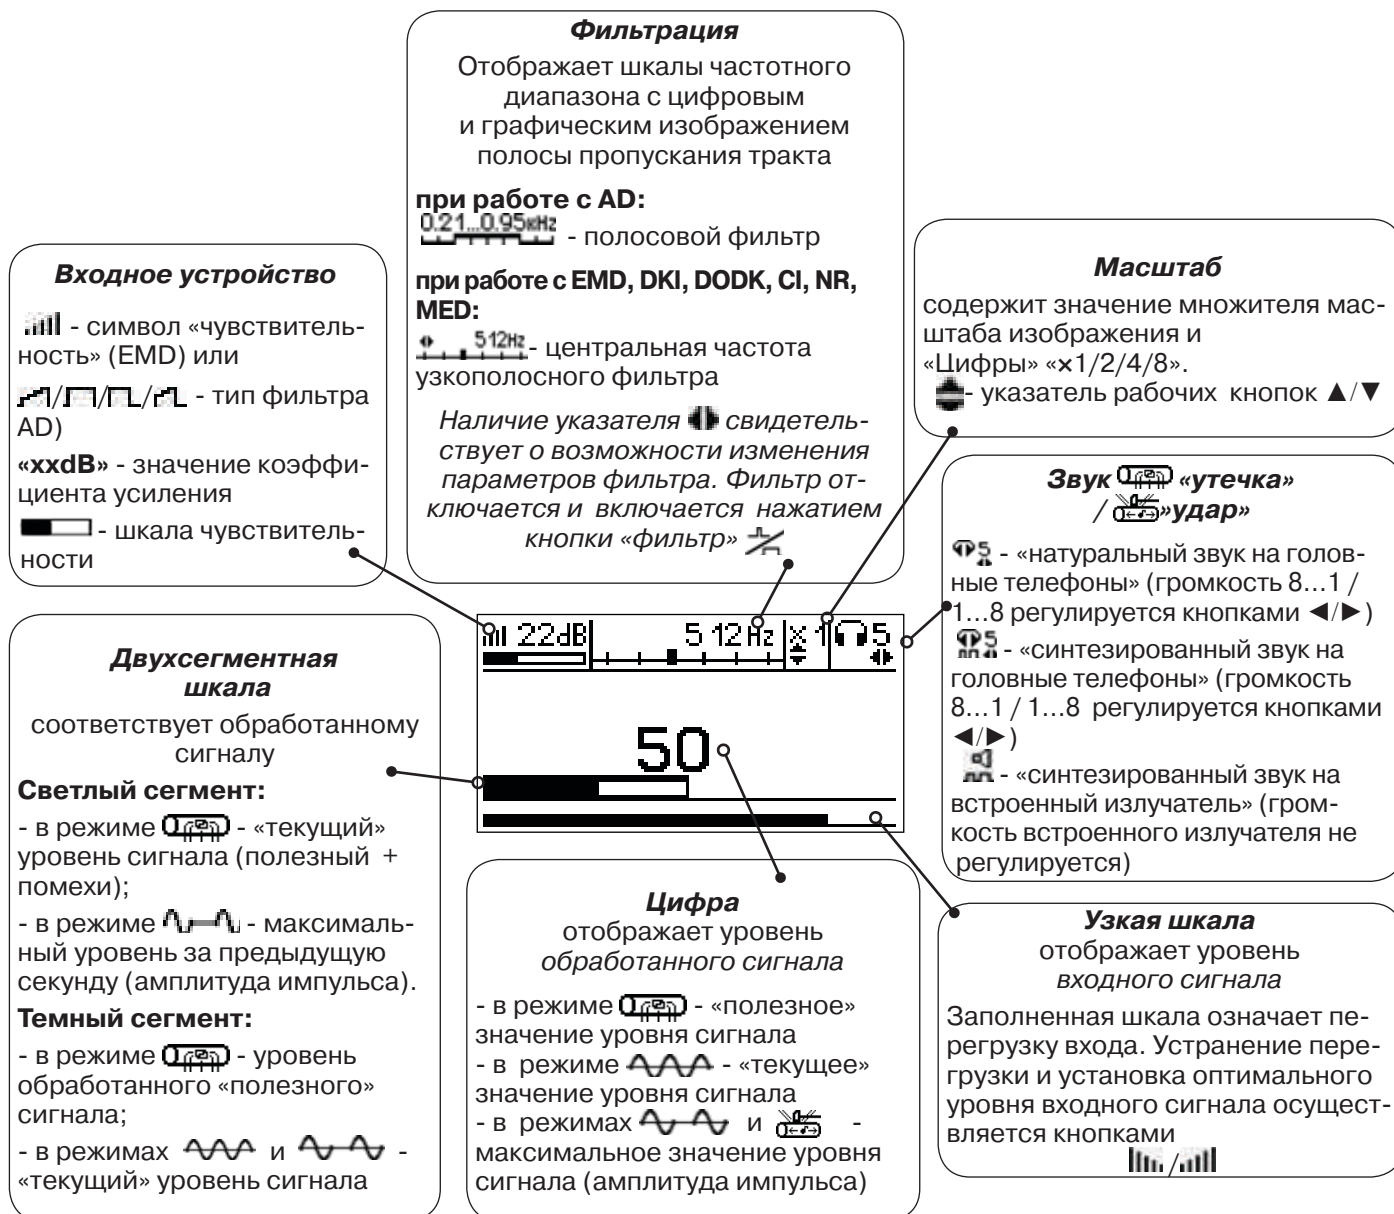 Фильтрация
Отображает шкалы частотного
диапазона с цифровым
и графическим изображением
полосы пропускания тракта
при работе с AD:
0.21...0.95кHz - полосовой фильтр
при работе с EMD, DKI, DODK, CI, NR,
MED:
512Hz - центральная частота
узкополосного фильтра
Наличие указателя свидетель-
ствует о возможности изменения
параметров фильтра. Фильтр от-
ключается и включается нажатием
кнопки «фильтр»
Входное устройство
- символ «чувствитель-
ность» (EMD) или
/ / / - тип фильтра
AD)
«xxdB» - значение коэффи-
циента усиления
- шкала чувствитель-
ности
Масштаб
содержит значение множителя мас-
штаба изображения и
«Цифры» «×1/2/4/8».
- указатель рабочих кнопок ▲/▼
Звук «утечка»
/ »удар»
5 - «натуральный звук на голов-
ные телефоны» (громкость 8...1 /
1...8 регулируется кнопками ◄/►)
5 - «синтезированный звук на
головные телефоны» (громкость
8...1 / 1...8 регулируется кнопками
◄/►)
- «синтезированный звук на
встроенный излучатель» (гром-
кость встроенного излучателя не
регулируется)
Двухсегментная
шкала
соответствует обработанному
сигналу
Светлый сегмент:
- в режиме - «текущий»
уровень сигнала (полезный +
помехи);
- в режиме - максималь-
ный уровень за предыдущую
секунду (амплитуда импульса).
Темный сегмент:
- в режиме - уровень
обработанного «полезного»
сигнала;
- в режимах и -
«текущий» уровень сигнала
22dB 512Hz x 1 5
50
Цифра
отображает уровень
обработанного сигнала
- в режиме - «полезное»
значение уровня сигнала
- в режиме - «текущее»
значение уровня сигнала
- в режимах и -
максимальное значение уровня
сигнала (амплитуда импульса)
Узкая шкала
отображает уровень
входного сигнала
Заполненная шкала означает пе-
регрузку входа. Устранение пере-
грузки и установка оптимального
уровня входного сигнала осущест-
вляется кнопками
/